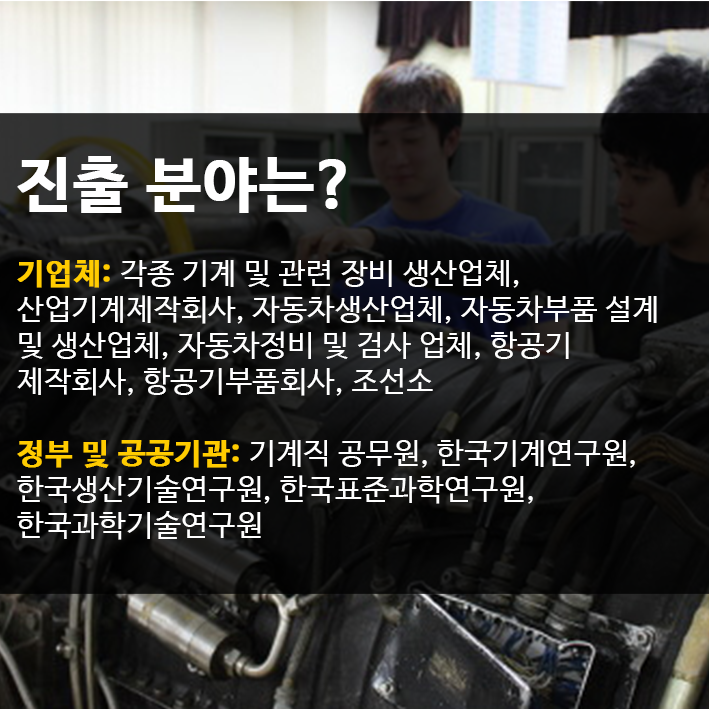 진출 분야는?
기업체: 각종 기계 및 관련 장비 생산업체,
산업기계제작회사, 자동차생산업체, 자동차부품 설계
및 생산업체, 자동차정비 및 검사 업체, 항공기
제작회사, 항공기부품회사, 조선소
정부 및 공공기관: 기계직 공무원, 한국기계연구원,
한국생산기술연구원, 한국표준과학연구원,
한국과학기술연구원